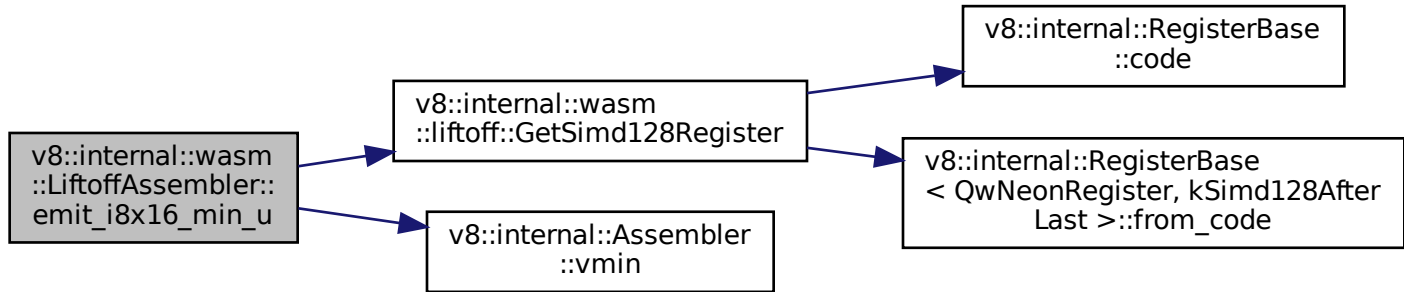 v8::internal::wasm
::LiftoffAssembler::
emit_i8x16_min_u
v8::internal::wasm
::liftoff::GetSimd128Register
v8::internal::Assembler
::vmin
v8::internal::RegisterBase
::code
v8::internal::RegisterBase
< QwNeonRegister, kSimd128After
Last >::from_code